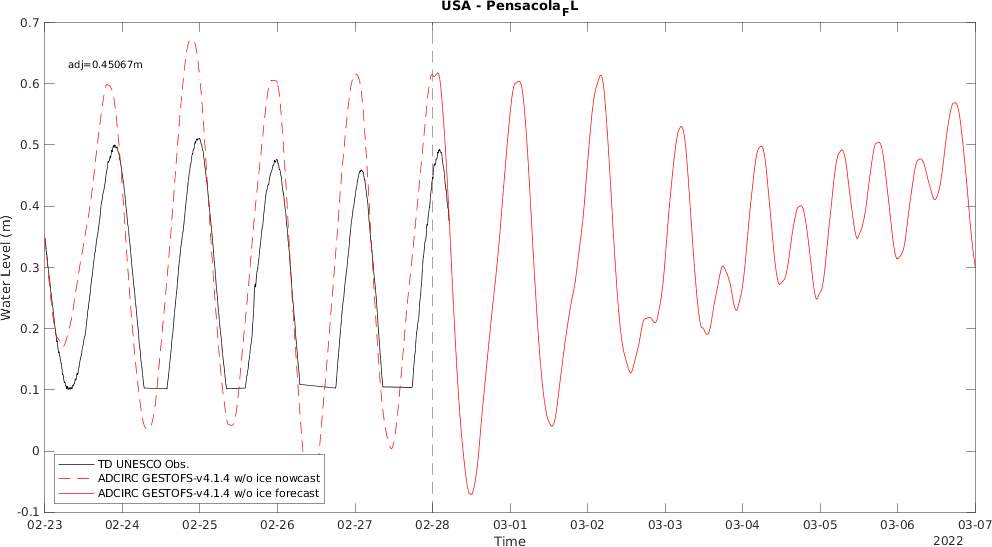 USA - Pensacola_FL
adj=0.45067m
Water Level (m)
0.7
0.6
0.5
0.4
0.3
0.2
0.1
0
-0.1
TD UNESCO Obs.
ADCIRC GESTOFS-v4.1.4 w/o ice nowcast
ADCIRC GESTOFS-v4.1.4 w/o ice forecast
02-23 02-24 02-25 02-26 02-27 02-28 03-01 03-02 03-03 03-04 03-05 03-06 03-07
Time
2022